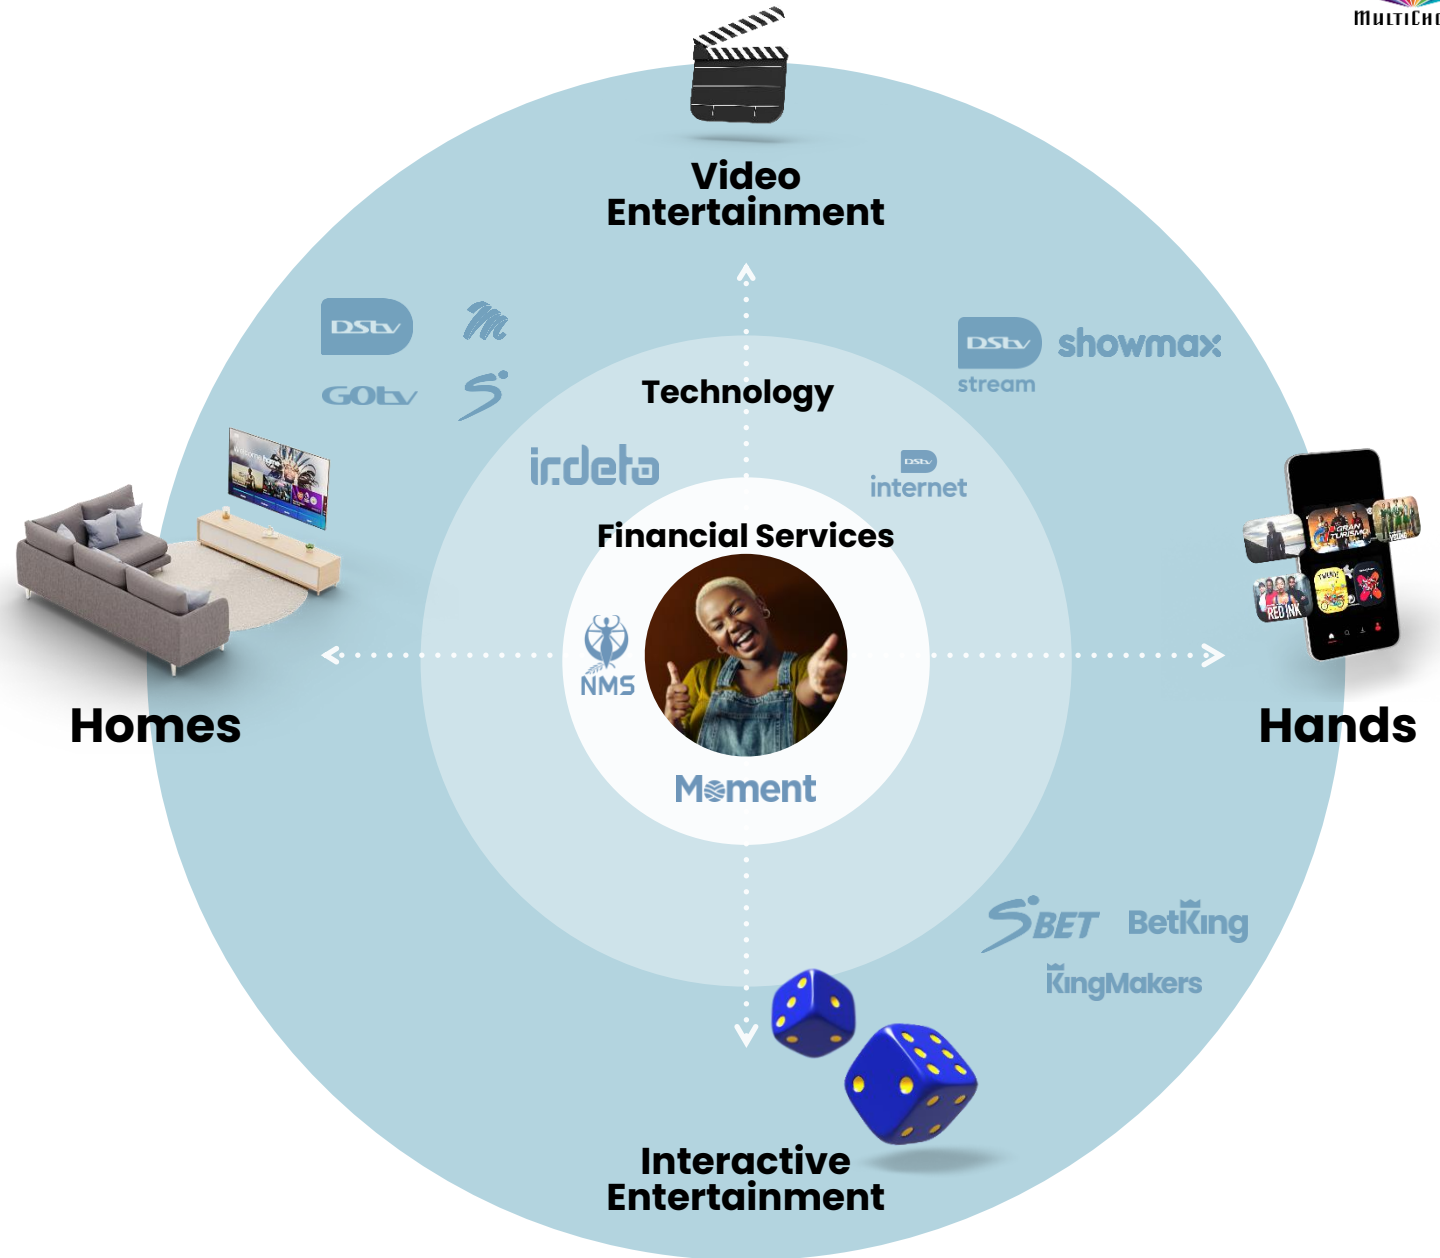 MULTICHO
Video
Entertainment
DStv
GOtv
DStv
stream
showmax
Technology
irdeto
DStv
internet
Financial Services
NMS
Moment
GRAN
TURISMO
RED INK
Homes
Hands
S BET
BetKing
KingMakers
Interactive
Entertainment